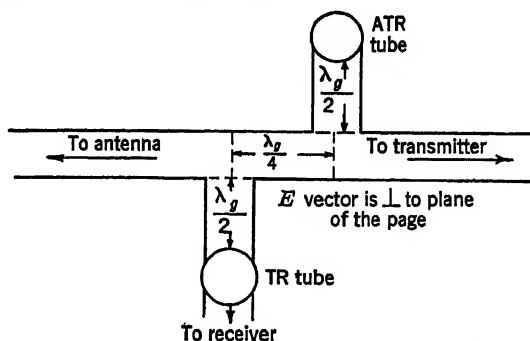 ATR
tube
λg/2
To antenna
λg/4
To transmitter
λg/2
E vector is ⊥ to plane
of the page
TR tube
To receiver